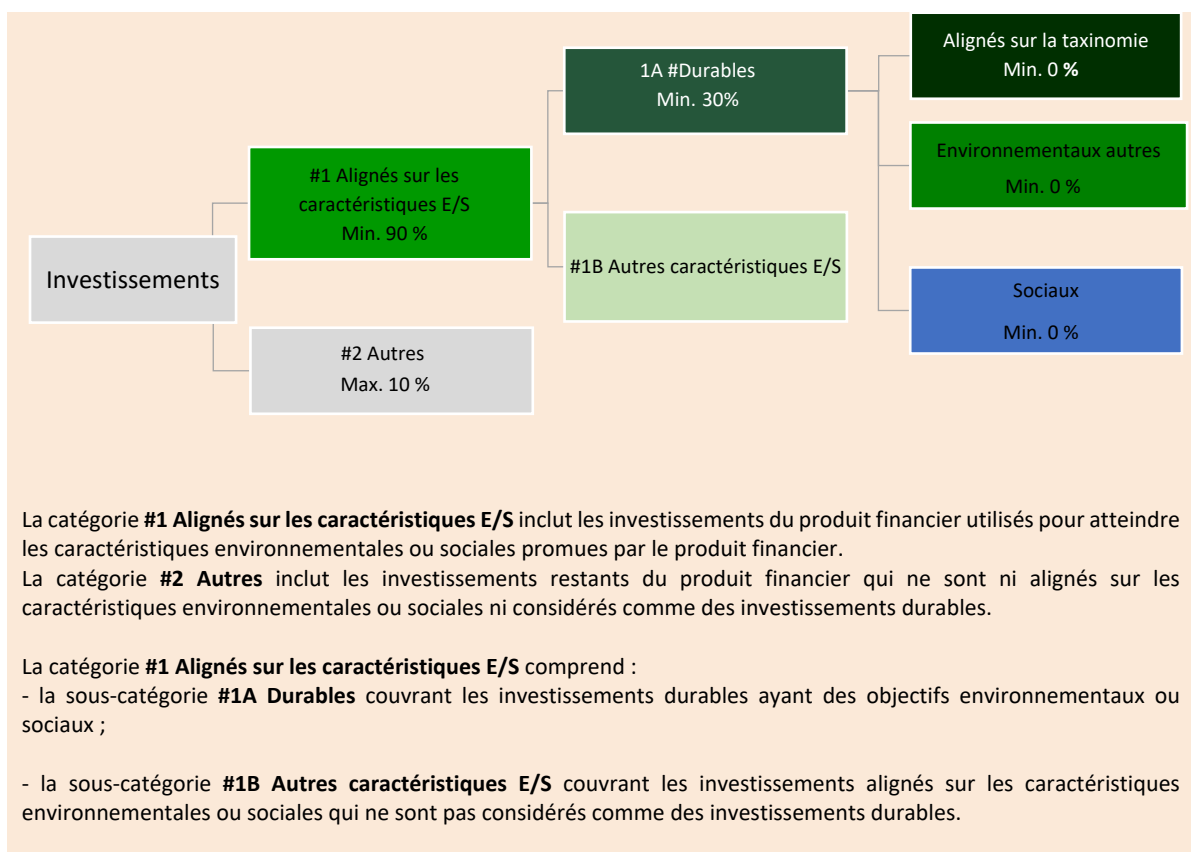 Investissements
#1 Alignés sur les
caractéristiques E/S
Min. 90 %
#2 Autres
Max. 10 %
1A #Durables
Min. 30%
#1B Autres caractéristiques E/S
Alignés sur la taxinomie
Min. 0 %
Environnementaux autres
Min. 0 %
Sociaux
Min. 0 %
La catégorie #1 Alignés sur les caractéristiques E/S inclut les investissements du produit financier utilisés pour atteindre
les caractéristiques environnementales ou sociales promues par le produit financier.
La catégorie #2 Autres inclut les investissements restants du produit financier qui ne sont ni alignés sur les
caractéristiques environnementales ou sociales ni considérés comme des investissements durables.
La catégorie #1 Alignés sur les caractéristiques E/S comprend :
- la sous-catégorie #1A Durables couvrant les investissements durables ayant des objectifs environnementaux ou
sociaux ;
- la sous-catégorie #1B Autres caractéristiques E/S couvrant les investissements alignés sur les caractéristiques
environnementales ou sociales qui ne sont pas considérés comme des investissements durables.